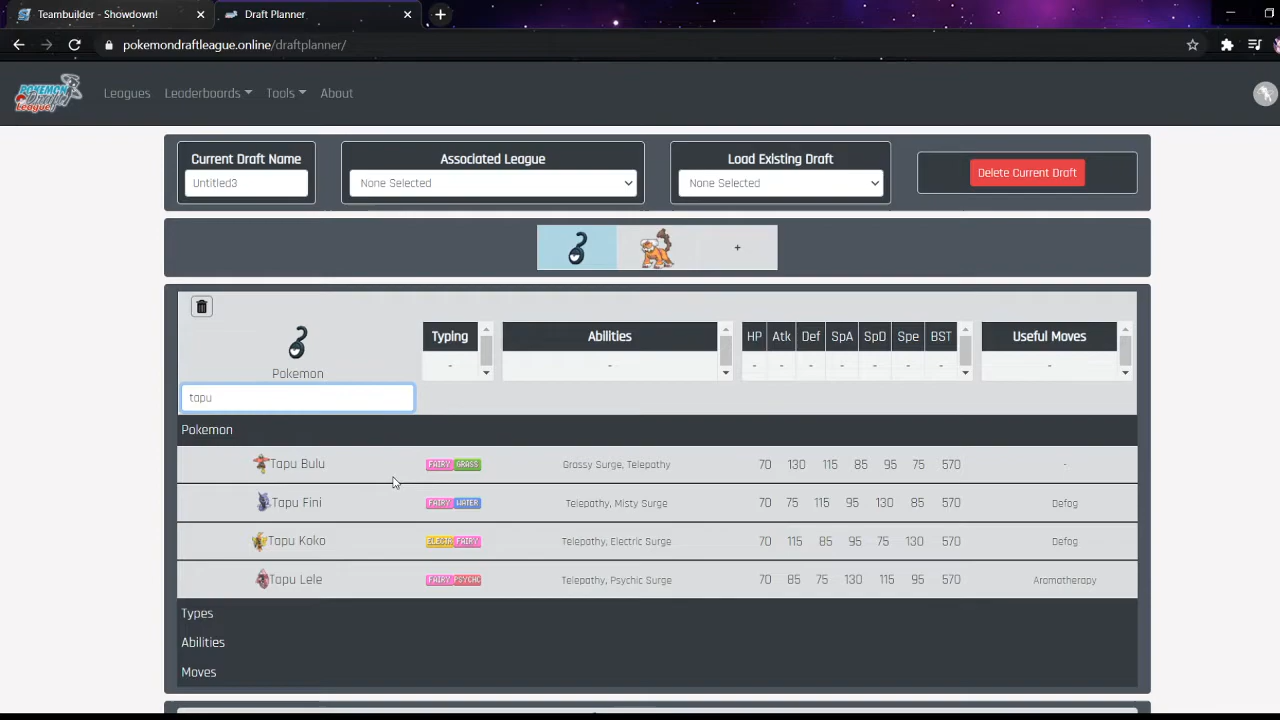 Teambuilder - Showdown!
Draft Planner
pokemondraftleague.online/draftplanner/
POKEMON
League!
Leagues
Leaderboards
Tools
About
Current Draft Name
Untitled3
Associated League
None Selected
Load Existing Draft
None Selected
Delete Current Draft
+
Pokemon
Typing
-
Abilities
-
HP Atk Def SpA SpD Spe BST
- - - - - - -
Useful Moves
-
tapu
Pokemon
Tapu Bulu FAIRY GRASS Grassy Surge, Telepathy 70 130 115 85 95 75 570 -
Tapu Fini FAIRY WATER Telepathy, Misty Surge 70 75 115 95 130 85 570 Defog
Tapu Koko ELECTR FAIRY Telepathy, Electric Surge 70 115 85 95 75 130 570 Defog
Tapu Lele FAIRY PSYCHC Telepathy, Psychic Surge 70 85 75 130 115 95 570 Aromatherapy
Types
Abilities
Moves